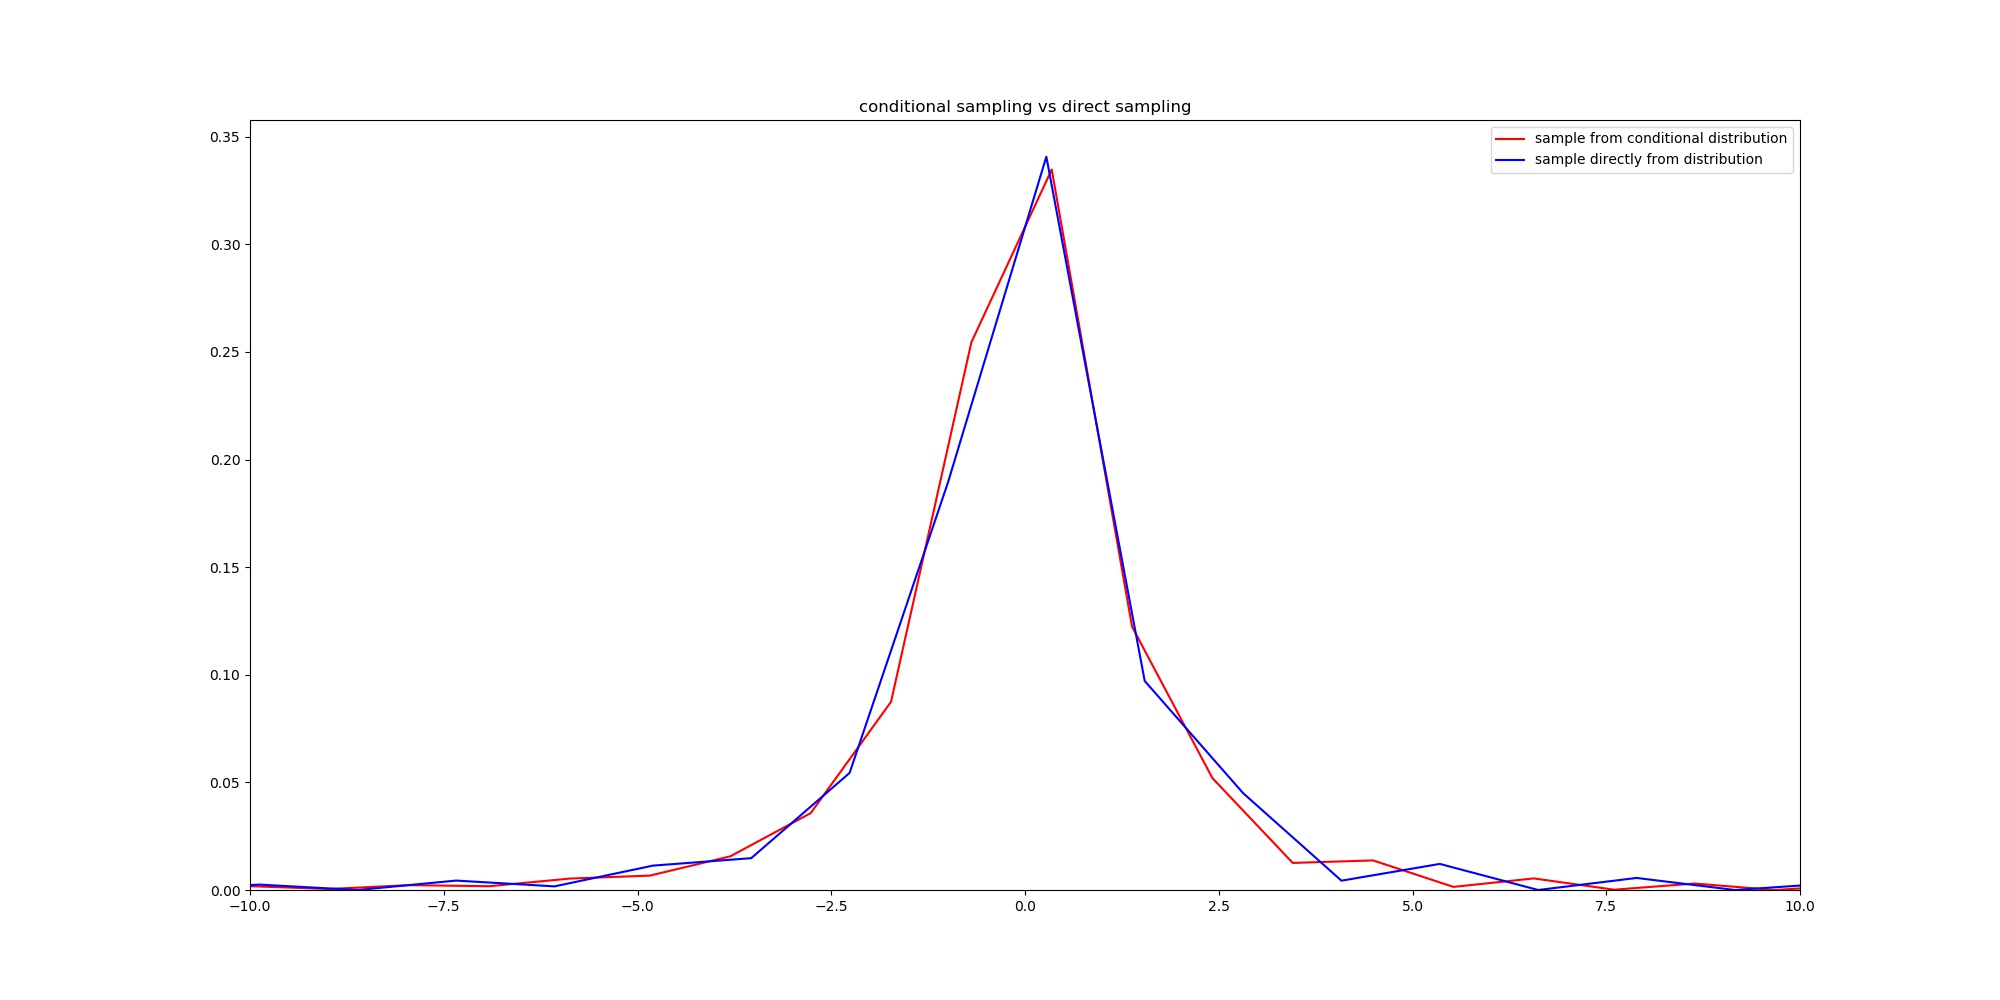 conditional sampling vs direct sampling
sample from conditional distribution
sample directly from distribution
0.35
0.30
0.25
0.20
0.15
0.10
0.05
0.00
−10.0 −7.5 −5.0 −2.5 0.0 2.5 5.0 7.5 10.0